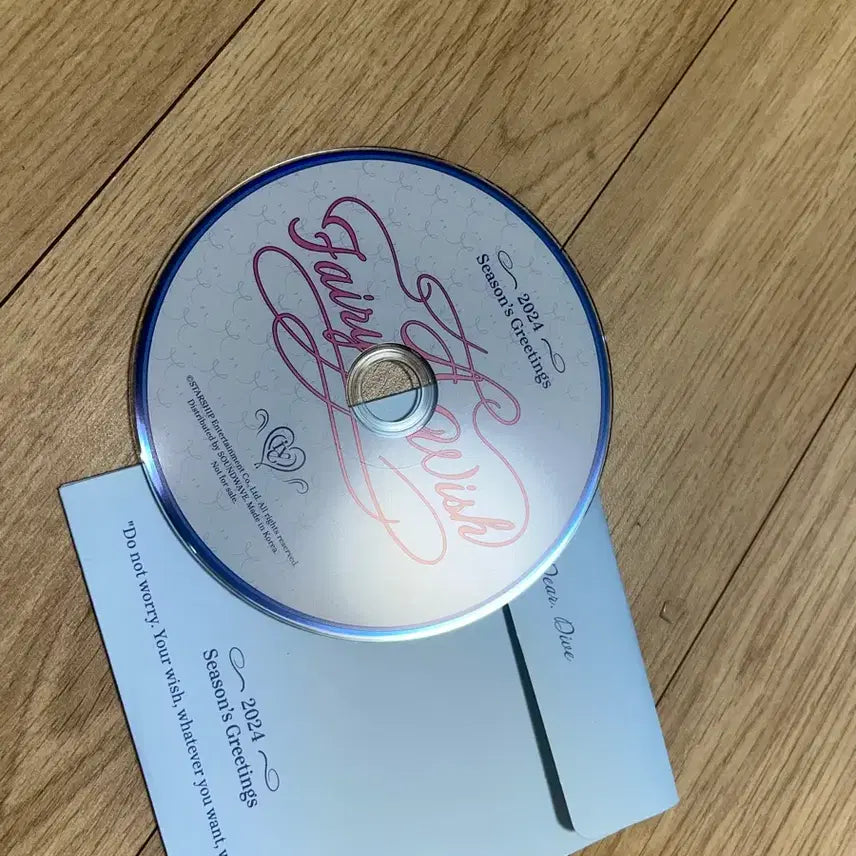 2024
Season's Greetings
A
Fairy
Wish
©STARSHIP Entertainment Co., Ltd. All rights reserved.
Distributed by SOUNDWAVE. Made in Korea.
Not for sale.
Dear. Dive
2024
Season's Greetings
"Do not worry. Your wish, whatever you want,